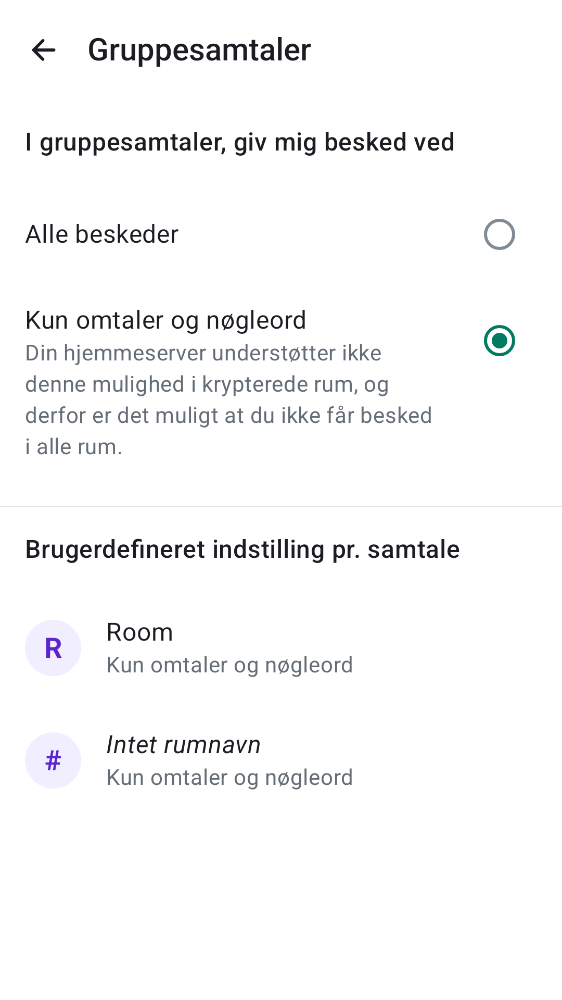 Gruppesamtaler
I gruppesamtaler, giv mig besked ved
Alle beskeder
Kun omtaler og nøgleord
Din hjemmeserver understøtter ikke
denne mulighed i krypterede rum, og
derfor er det muligt at du ikke får besked
i alle rum.
Brugerdefineret indstilling pr. samtale
R
Room
Kun omtaler og nøgleord
#
Intet rumnavn
Kun omtaler og nøgleord